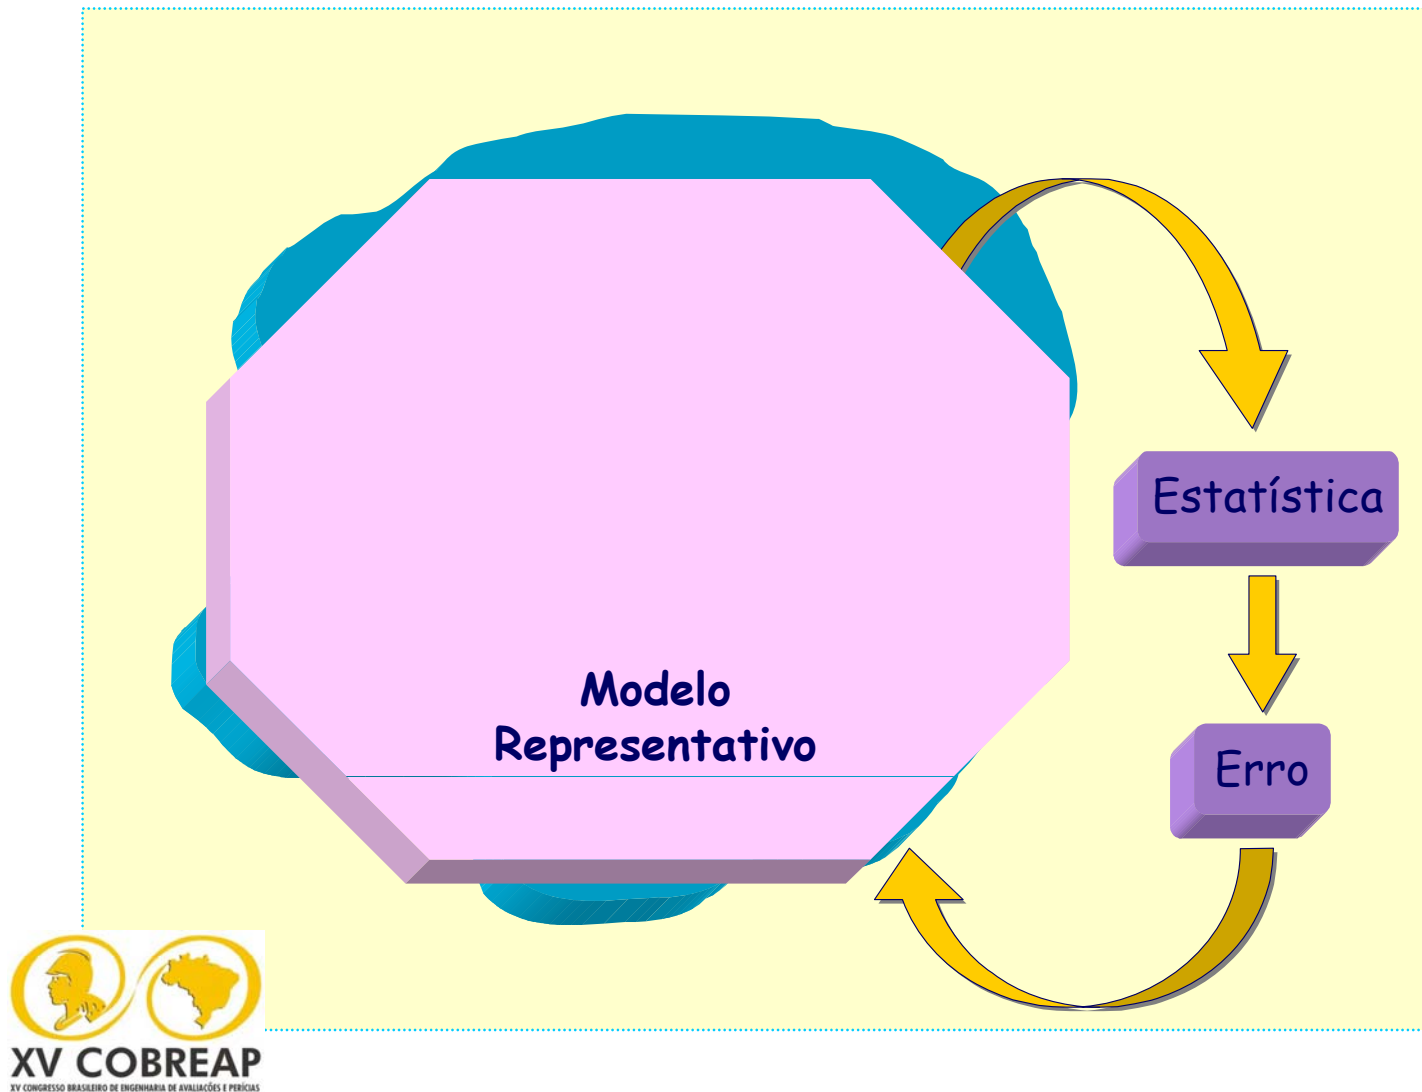 Estatística
Modelo
Representativo
Erro
XV COBREAP
XV CONGRESSO BRASILEIRO DE ENGENHARIA DE AVALIAÇÕES E PERÍCIAS